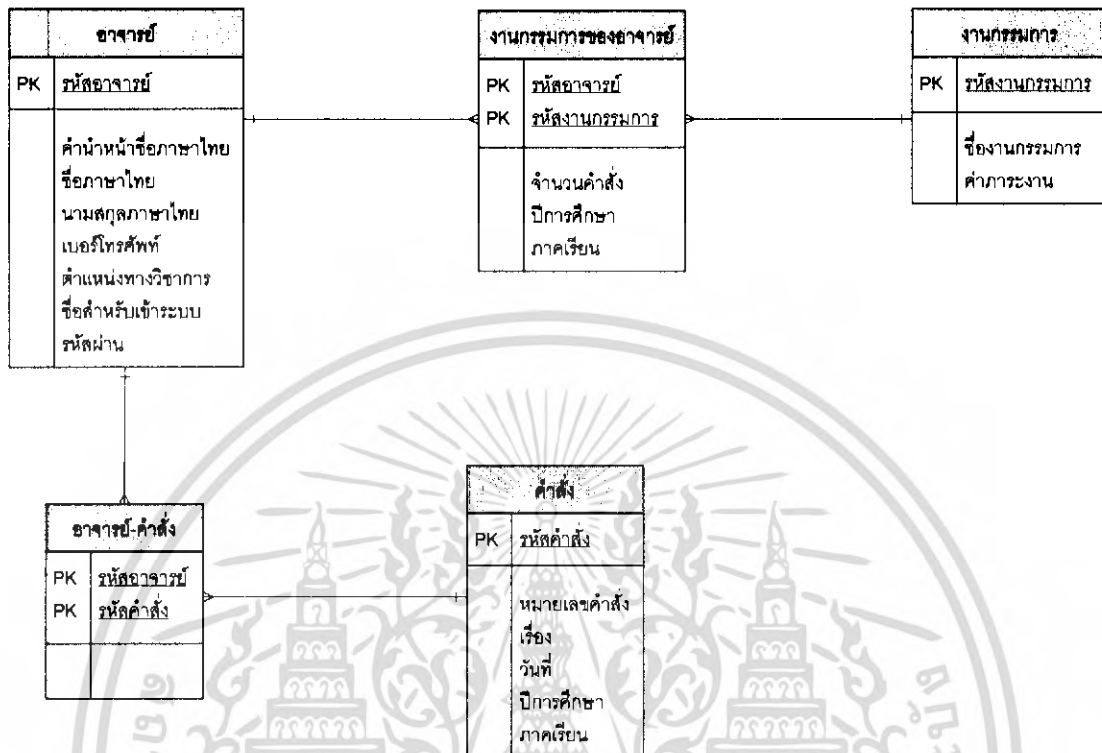 อาจารย์
PK รหัสอาจารย์
คำนำหน้าชื่อภาษาไทย
ชื่อภาษาไทย
นามสกุลภาษาไทย
เบอร์โทรศัพท์
ตำแหน่งทางวิชาการ
ชื่อสำหรับเข้าระบบ
รหัสผ่าน
งานกรรมการของอาจารย์
PK รหัสอาจารย์
PK รหัสงานกรรมการ
จำนวนคำสั่ง
ปีการศึกษา
ภาคเรียน
งานกรรมการ
PK รหัสงานกรรมการ
ชื่องานกรรมการ
ค่าภาระงาน
อาจารย์-คำสั่ง
PK รหัสอาจารย์
PK รหัสคำสั่ง
คำสั่ง
PK รหัสคำสั่ง
หมายเลขคำสั่ง
เรื่อง
วันที่
ปีการศึกษา
ภาคเรียน